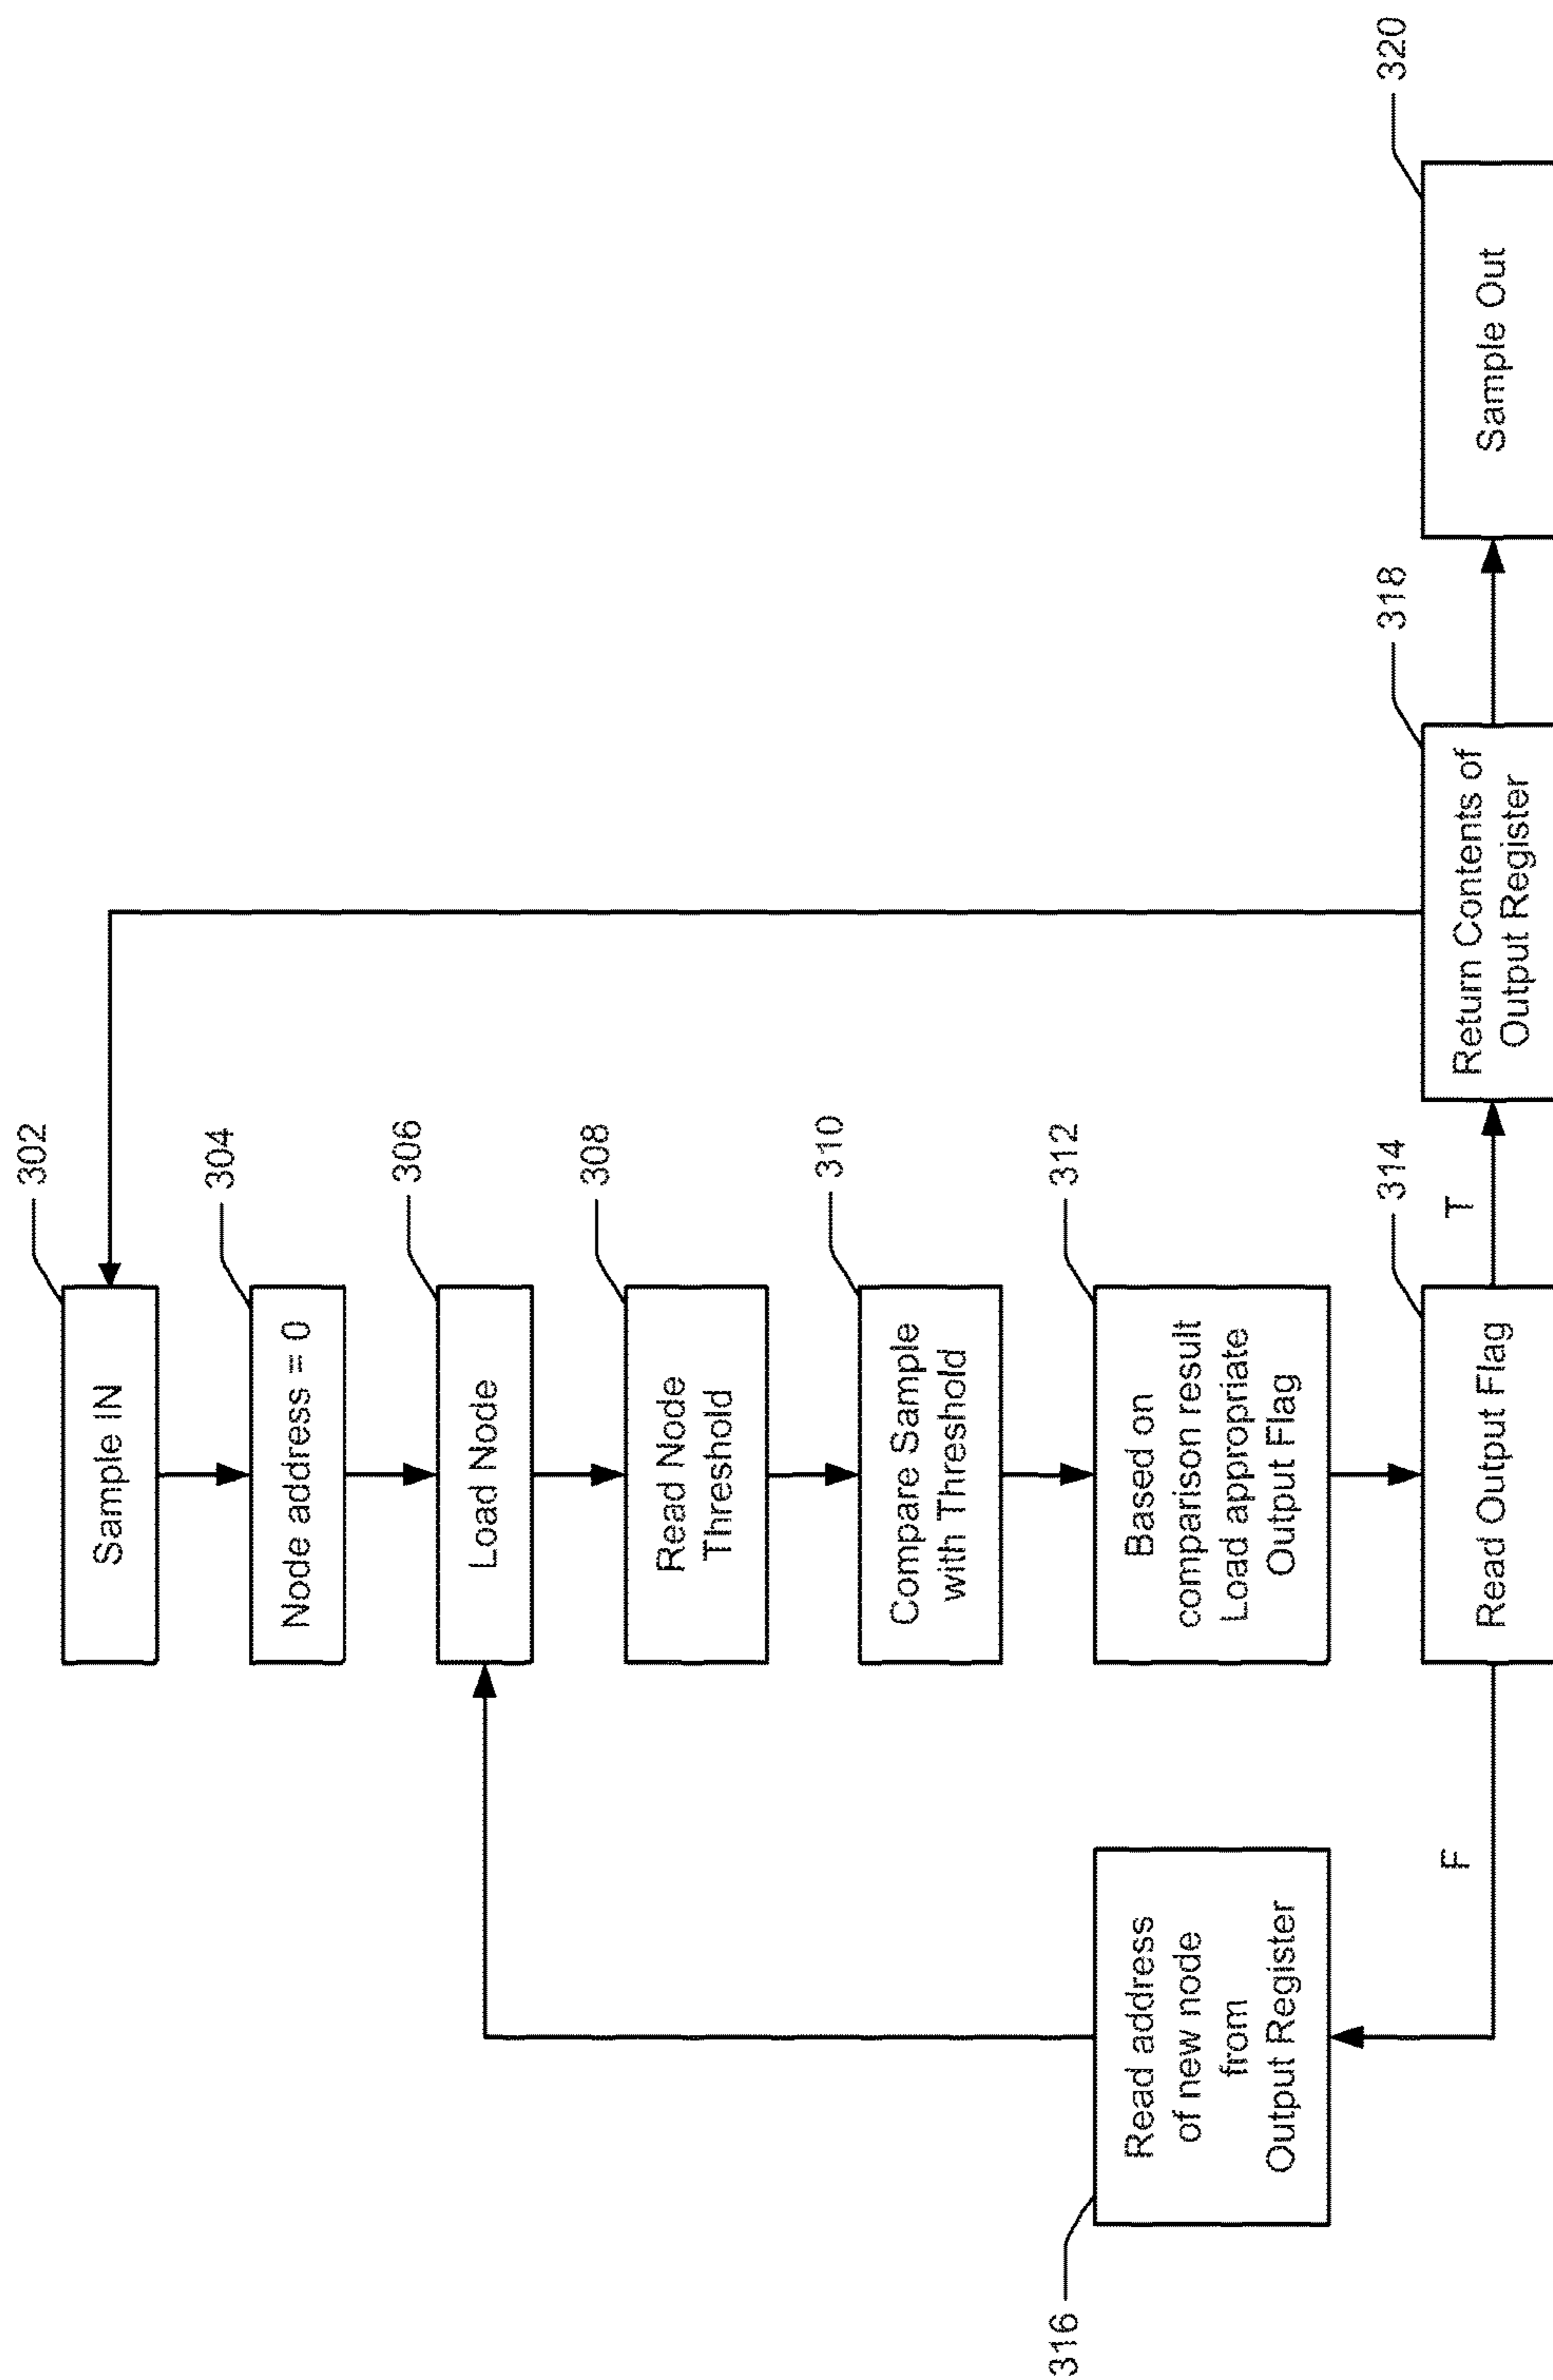 302
Sample IN
304
Node address = 0
306
Load Node
308
Read Node
Threshold
310
Compare Sample
with Threshold
312
Based on
comparison result
Load appropriate
Output Flag
314
Read Output Flag
F
T
316
Read address
of new node
from
Output Register
318
Return Contents of
Output Register
320
Sample Out